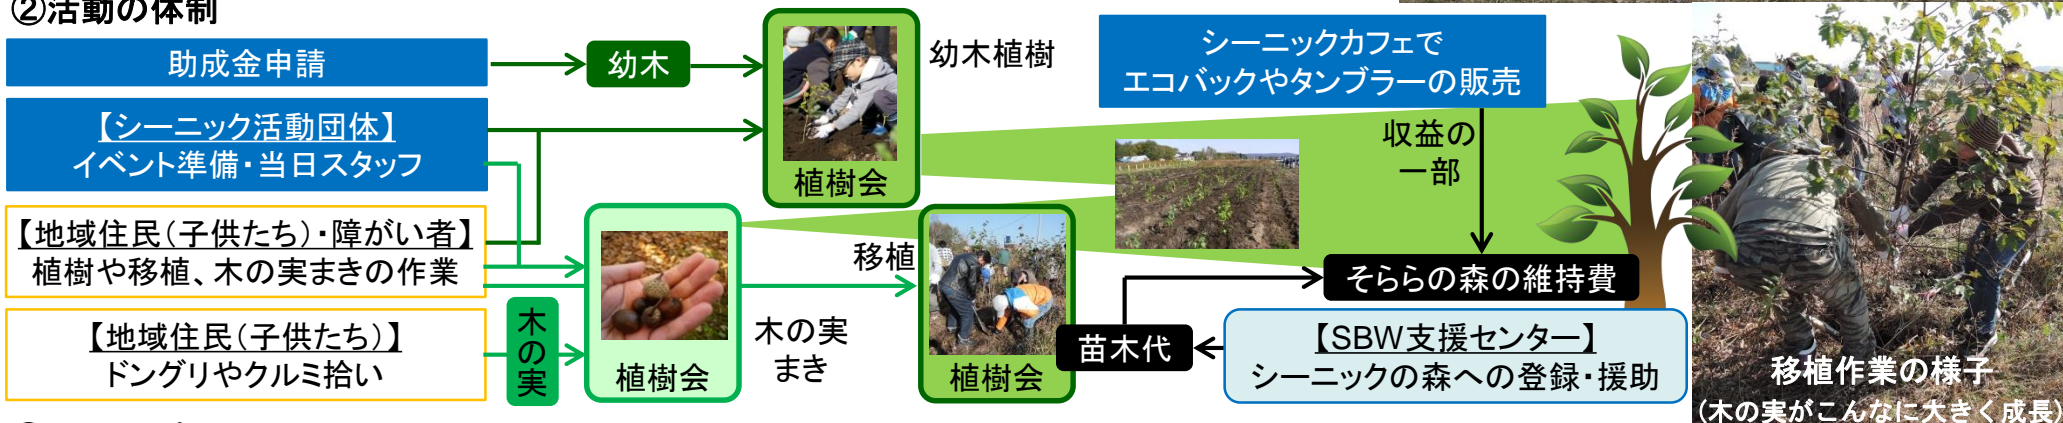 ②活動の体制
助成金申請
幼木
幼木植樹
植樹会
シーニックカフェで
エコバックやタンブラーの販売
【シーニック活動団体】
イベント準備・当日スタッフ
収益の
一部
【地域住民(子供たち)・障がい者】
植樹や移植、木の実まきの作業
移植
そららの森の維持費
【地域住民(子供たち)】
ドングリやクルミ拾い
木の実
植樹会
木の実
まき
植樹会
苗木代
【SBW支援センター】
シーニックの森への登録・援助
移植作業の様子
(木の実がこんなに大きく成長)